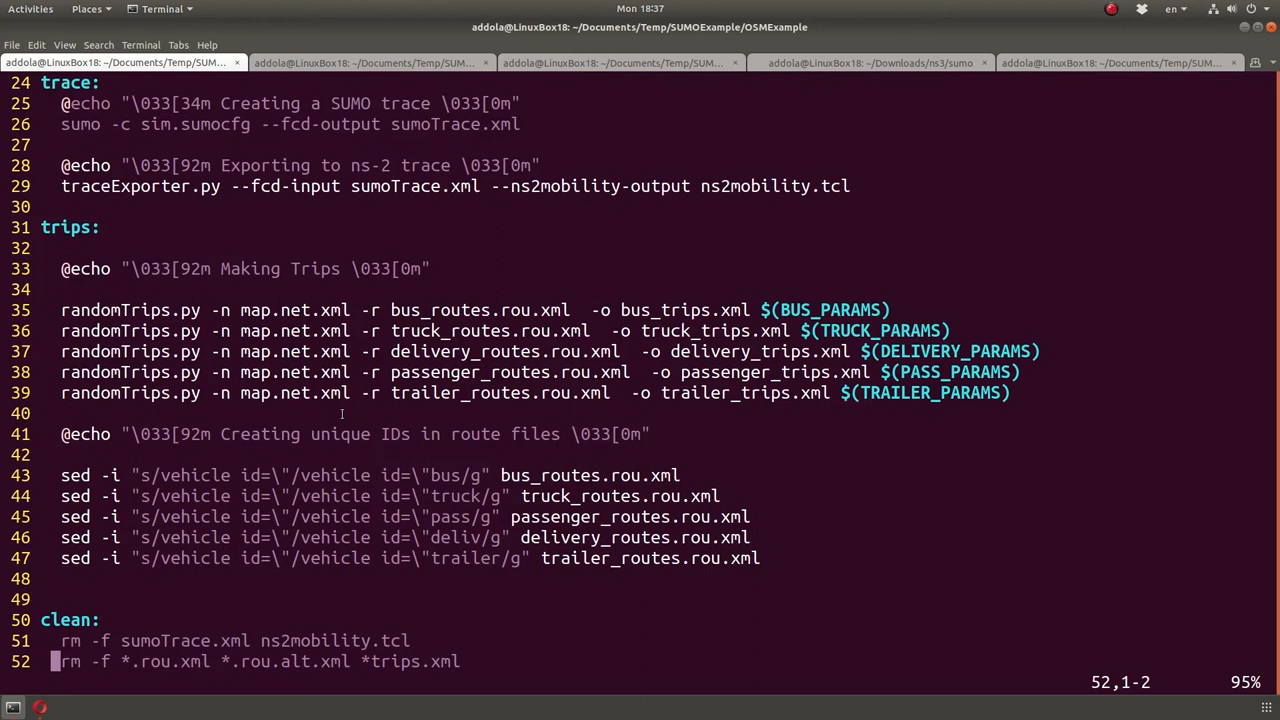 Activities Places Terminal Mon 18:37 en
addola@LinuxBox18: ~/Documents/Temp/SUMOExample/OSMExample
File Edit View Search Terminal Tabs Help
addola@LinuxBox18: ~/Documents/Temp/SUM... × addola@LinuxBox18: ~/Documents/Temp/SUM... × addola@LinuxBox18: ~/Documents/Temp/SUM... × addola@LinuxBox18: ~/Downloads/ns3/sumo × addola@LinuxBox18: ~/Documents/Temp/SUM... ×
24 trace:
25 @echo "\033[34m Creating a SUMO trace \033[0m"
26 sumo -c sim.sumocfg --fcd-output sumoTrace.xml
27
28 @echo "\033[92m Exporting to ns-2 trace \033[0m"
29 traceExporter.py --fcd-input sumoTrace.xml --ns2mobility-output ns2mobility.tcl
30
31 trips:
32
33 @echo "\033[92m Making Trips \033[0m"
34
35 randomTrips.py -n map.net.xml -r bus_routes.rou.xml -o bus_trips.xml $(BUS_PARAMS)
36 randomTrips.py -n map.net.xml -r truck_routes.rou.xml -o truck_trips.xml $(TRUCK_PARAMS)
37 randomTrips.py -n map.net.xml -r delivery_routes.rou.xml -o delivery_trips.xml $(DELIVERY_PARAMS)
38 randomTrips.py -n map.net.xml -r passenger_routes.rou.xml -o passenger_trips.xml $(PASS_PARAMS)
39 randomTrips.py -n map.net.xml -r trailer_routes.rou.xml -o trailer_trips.xml $(TRAILER_PARAMS)
40
41 @echo "\033[92m Creating unique IDs in route files \033[0m"
42
43 sed -i "s/vehicle id=\"/vehicle id=\"bus/g" bus_routes.rou.xml
44 sed -i "s/vehicle id=\"/vehicle id=\"truck/g" truck_routes.rou.xml
45 sed -i "s/vehicle id=\"/vehicle id=\"pass/g" passenger_routes.rou.xml
46 sed -i "s/vehicle id=\"/vehicle id=\"deliv/g" delivery_routes.rou.xml
47 sed -i "s/vehicle id=\"/vehicle id=\"trailer/g" trailer_routes.rou.xml
48
49
50 clean:
51 rm -f sumoTrace.xml ns2mobility.tcl
52 rm -f *.rou.xml *.rou.alt.xml *trips.xml
52,1-2 95%